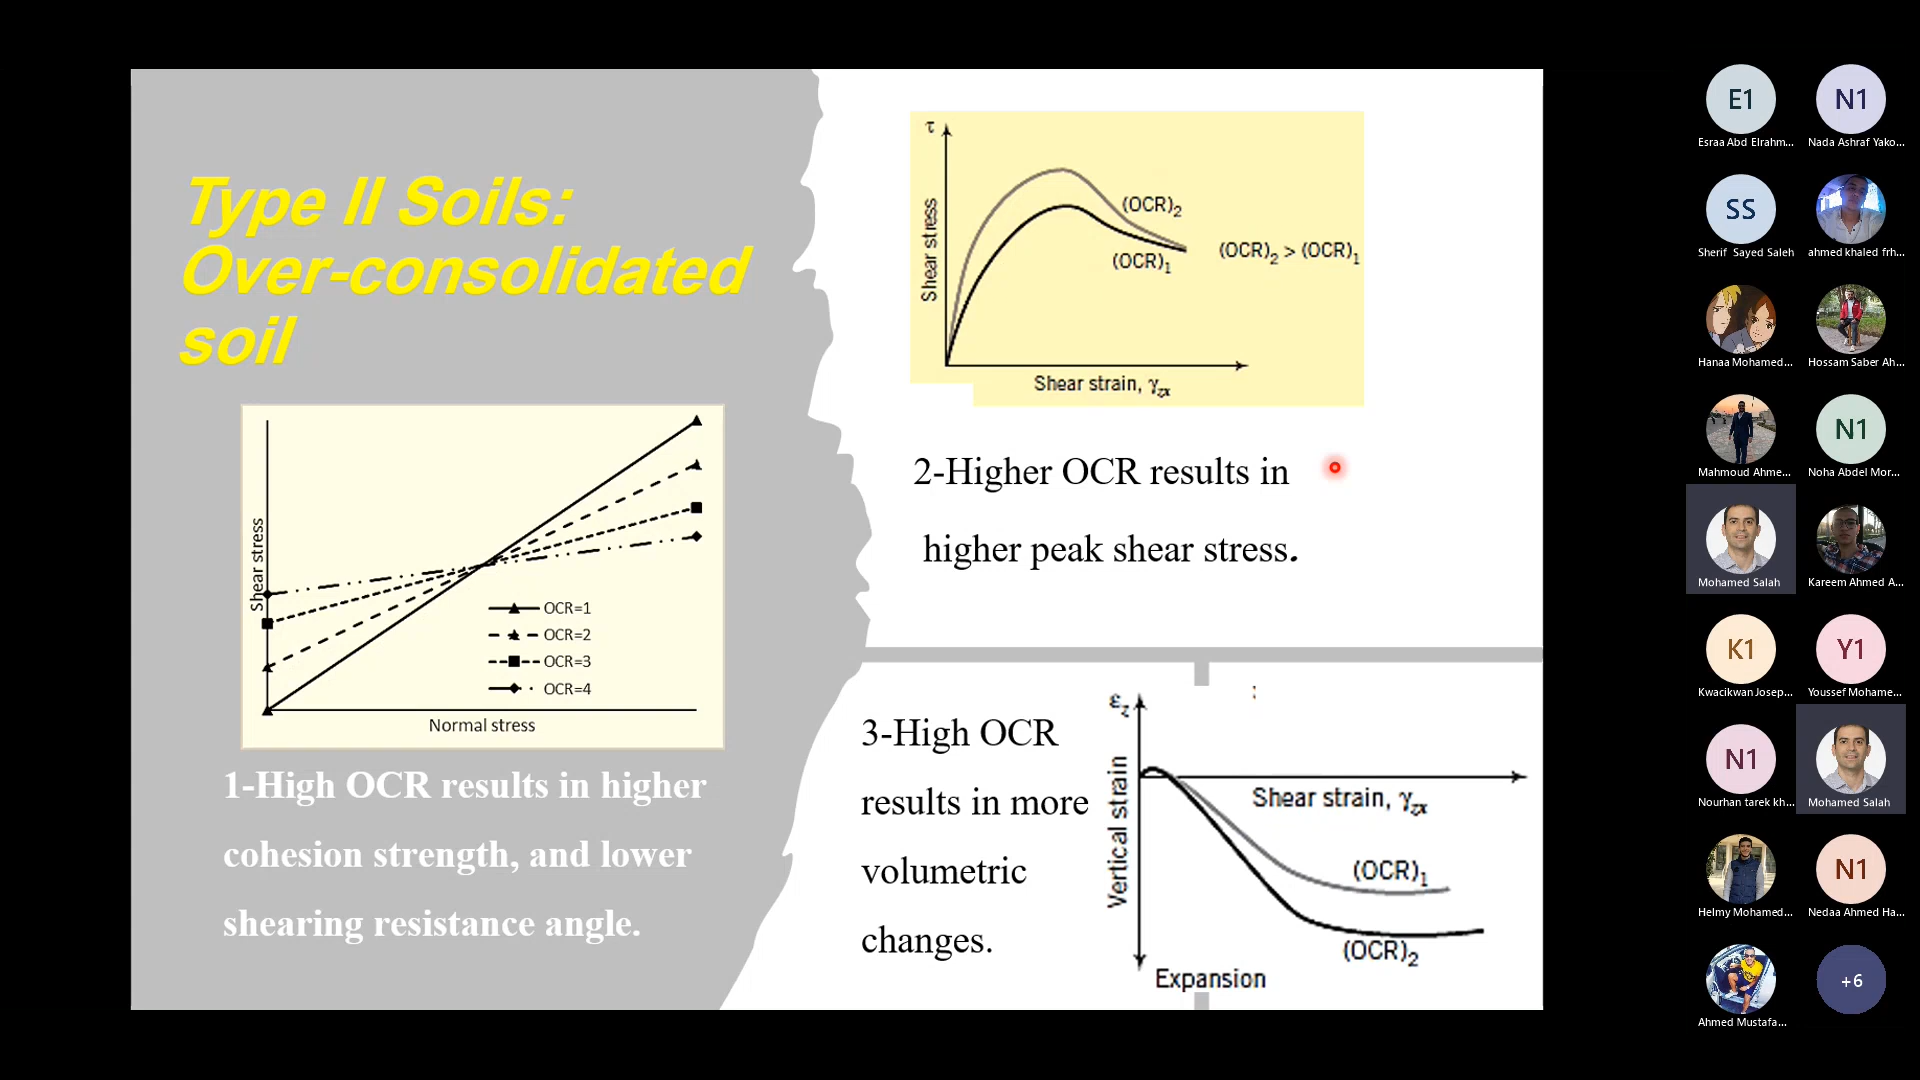 Type II Soils:
Over-consolidated
soil
Shear stress
OCR=1
OCR=2
OCR=3
OCR=4
Normal stress
1-High OCR results in higher
cohesion strength, and lower
shearing resistance angle.
τ
Shear stress
(OCR)2
(OCR)1
(OCR)2 > (OCR)1
Shear strain, γzx
2-Higher OCR results in
higher peak shear stress.
3-High OCR
results in more
volumetric
changes.
εz
:
Vertical strain
Shear strain, γzx
(OCR)1
(OCR)2
Expansion
E1
Esraa Abd Elrahm...
N1
Nada Ashraf Yako...
SS
Sherif Sayed Saleh
ahmed khaled frh...
Hanaa Mohamed...
Hossam Saber Ah...
Mahmoud Ahme...
N1
Noha Abdel Mor...
Mohamed Salah
Kareem Ahmed A...
K1
Kwacikwan Josep...
Y1
Youssef Mohame...
N1
Nourhan tarek kh...
Mohamed Salah
Helmy Mohamed...
N1
Nedaa Ahmed Ha...
Ahmed Mustafa...
+6